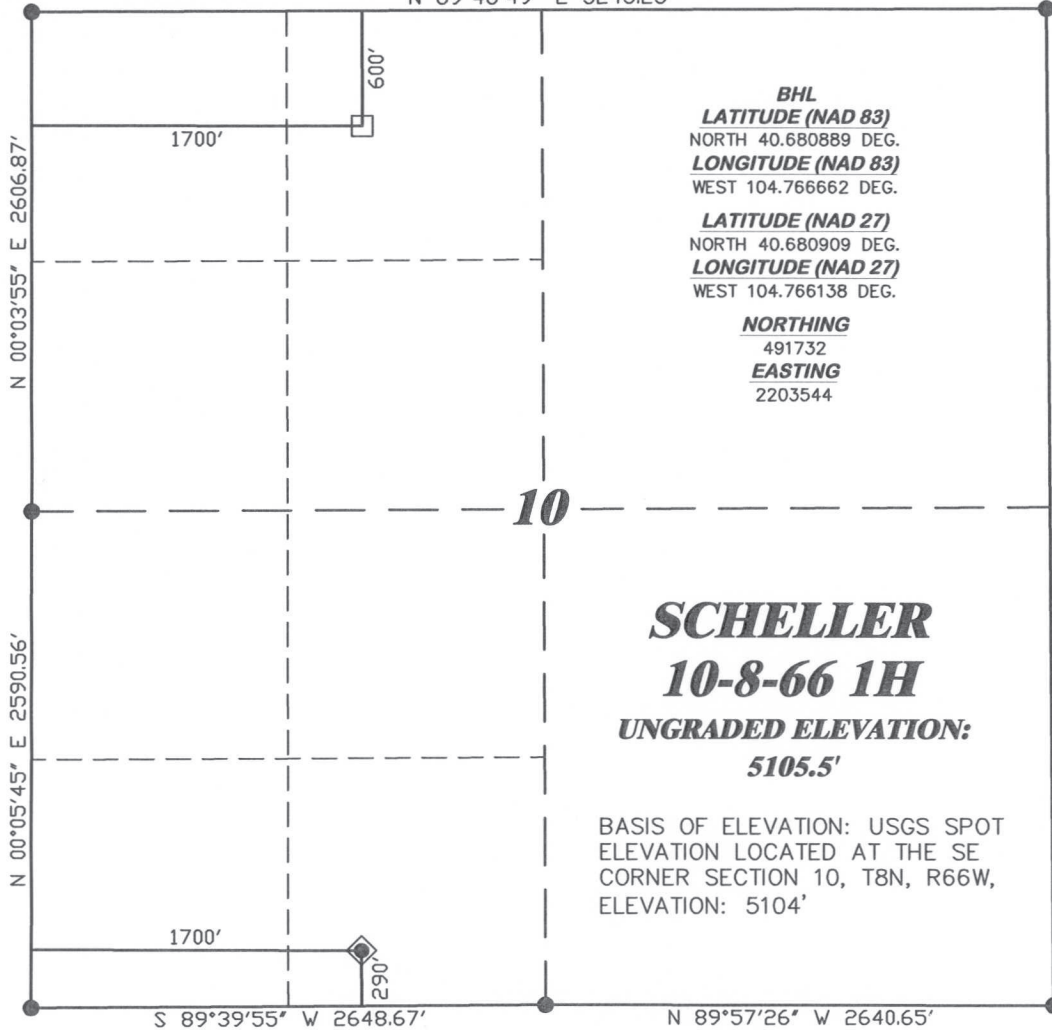 600'
1700'
N 00°03'55" E 2606.87'
BHL
LATITUDE (NAD 83)
NORTH 40.680889 DEG.
LONGITUDE (NAD 83)
WEST 104.766662 DEG.
LATITUDE (NAD 27)
NORTH 40.680909 DEG.
LONGITUDE (NAD 27)
WEST 104.766138 DEG.
NORTHING
491732
EASTING
2203544
10
SCHELLER
10-8-66 1H
UNGRADED ELEVATION:
5105.5'
BASIS OF ELEVATION: USGS SPOT
ELEVATION LOCATED AT THE SE
CORNER SECTION 10, T8N, R66W,
ELEVATION: 5104'
N 00°05'45" E 2590.56'
1700'
290'
S 89°39'55" W 2648.67'
N 89°57'26" W 2640.65'